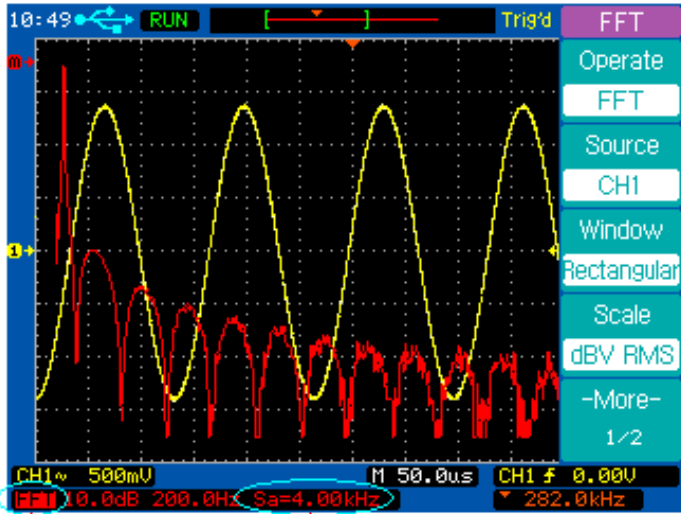 10:49 RUN Trig'd FFT
Operate
FFT
Source
CH1
Window
Rectangular
Scale
dBV RMS
-More-
1/2
m
1
CH1~ 500mV M 50.0us CH1 0.00V
FFT 10.0dB 200.0Hz Sa=4.00kHz 282.0kHz